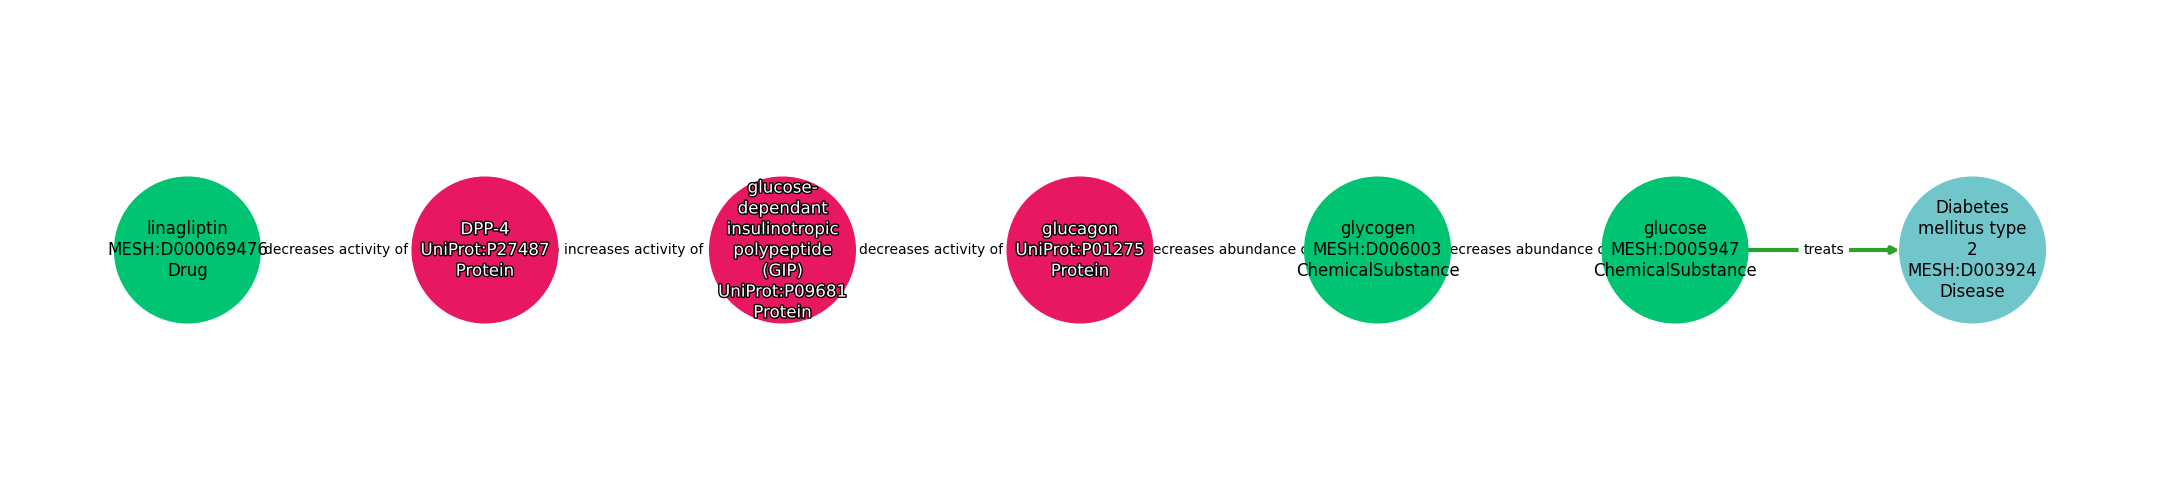 linagliptin
MESH:D000069476
Drug
decreases activity of
DPP-4
UniProt:P27487
Protein
increases activity of
glucose-
dependant
insulinotropic
polypeptide
(GIP)
UniProt:P09681
Protein
decreases activity of
glucagon
UniProt:P01275
Protein
ecreases abundance
glycogen
MESH:D006003
ChemicalSubstance
ecreases abundance
glucose
MESH:D005947
ChemicalSubstance
treats
Diabetes
mellitus type
2
MESH:D003924
Disease